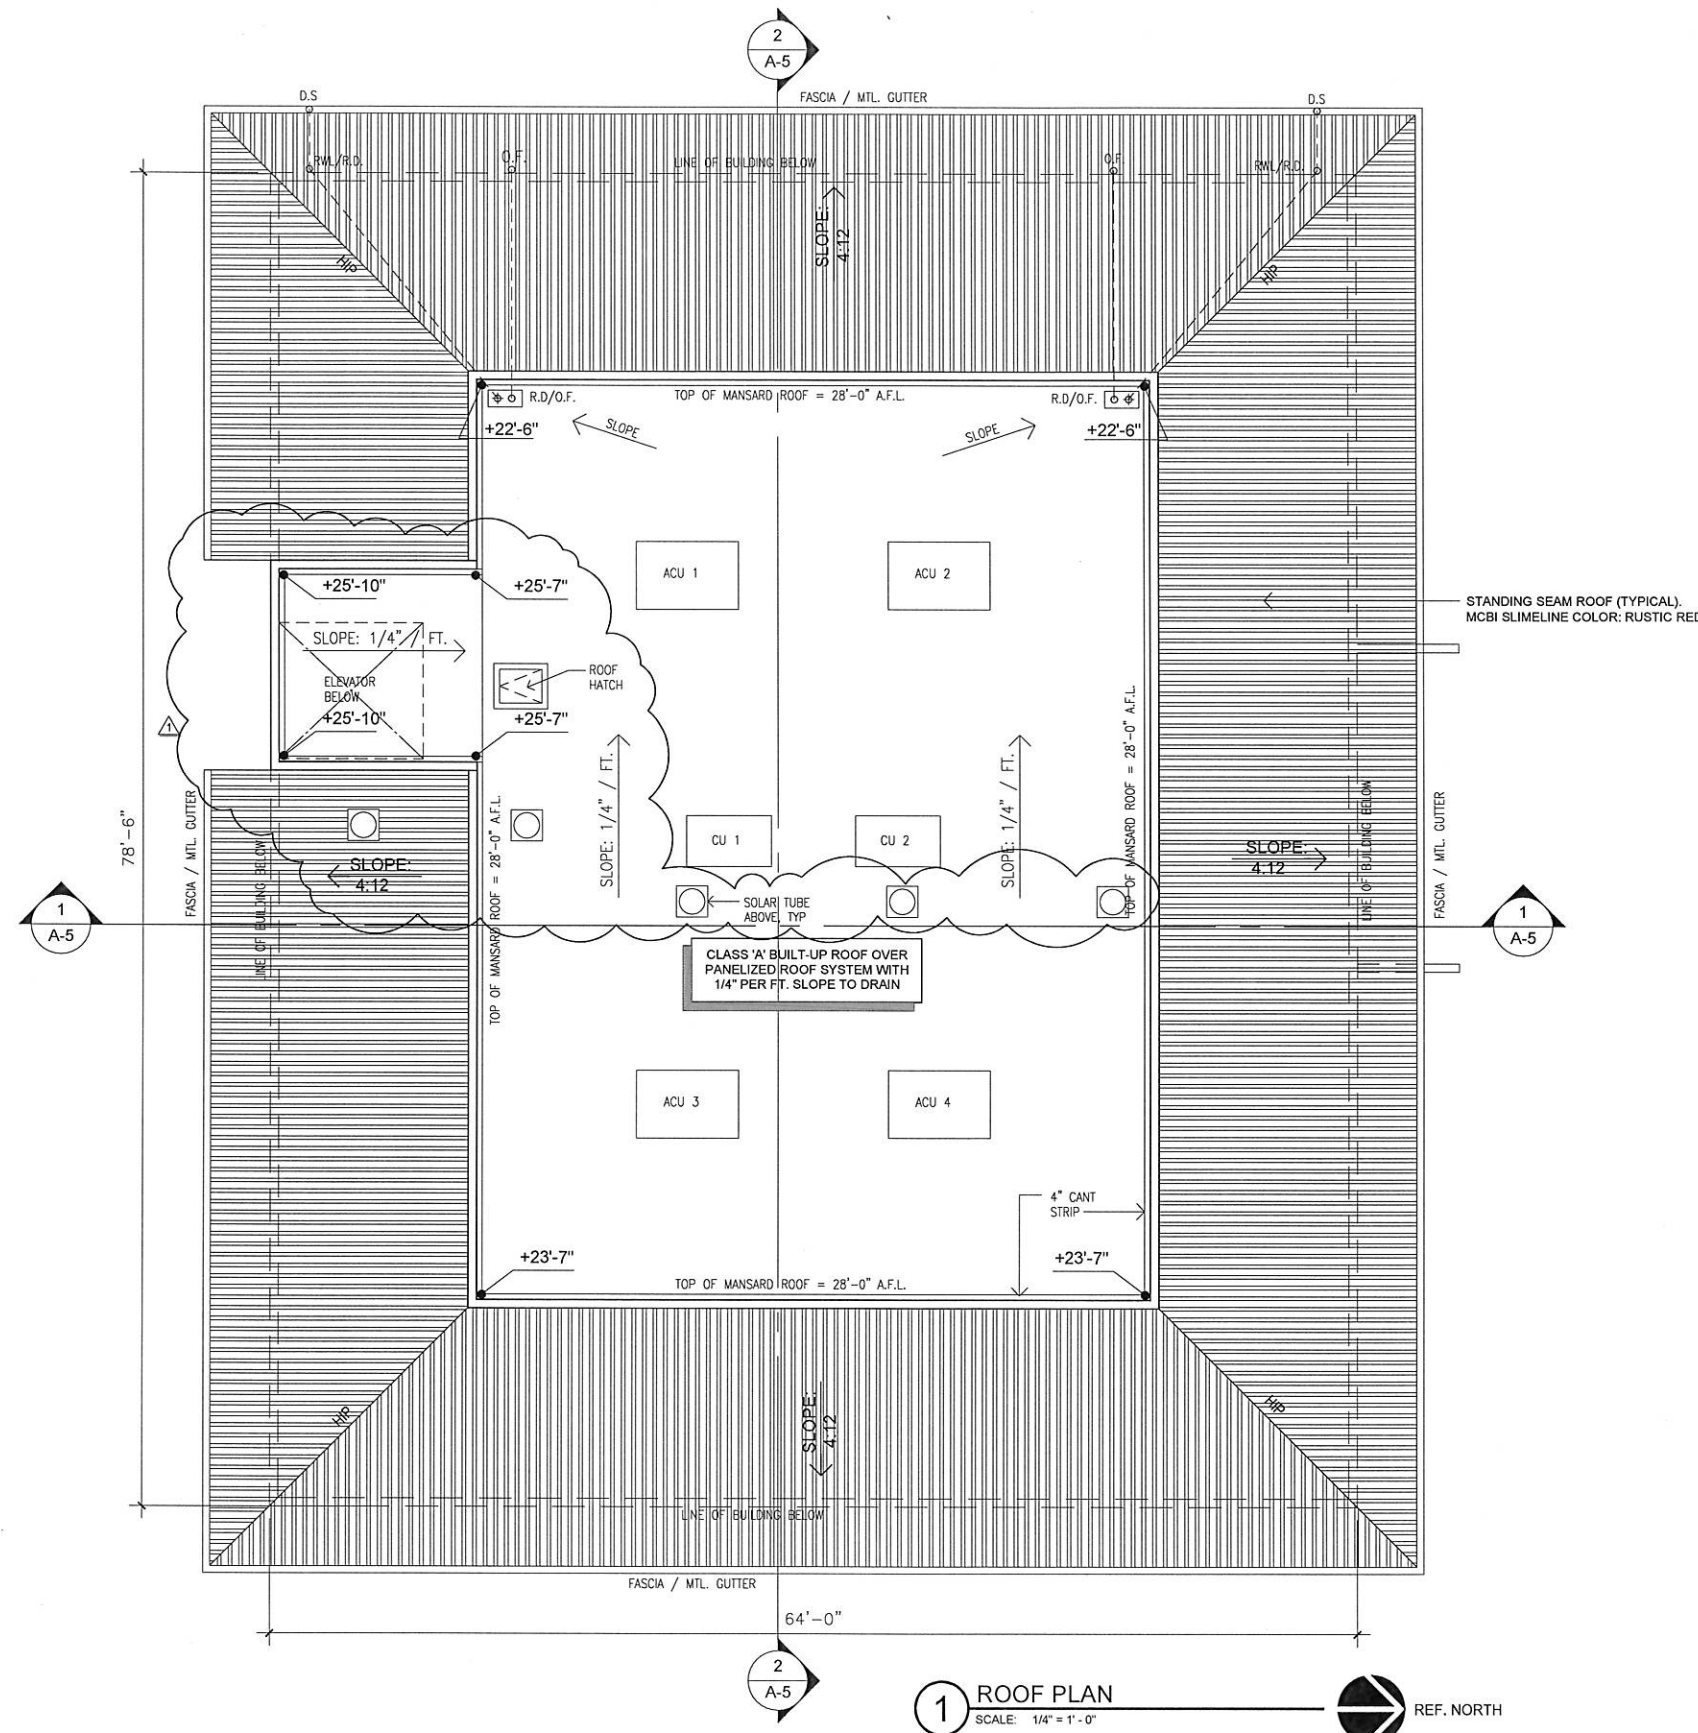 2
A-5
FASCIA / MTL. GUTTER
D.S
D.S
RWL/R.D.
O.F.
LINE OF BUILDING BELOW
O.F.
RWL/R.D.
SLOPE:
4:12
HIP
HIP
TOP OF MANSARD ROOF = 28'-0" A.F.L.
R.D/O.F.
R.D/O.F.
+22'-6"
SLOPE
SLOPE
+22'-6"
ACU 1
ACU 2
+25'-10"
+25'-7"
STANDING SEAM ROOF (TYPICAL).
MCBI SLIMELINE COLOR: RUSTIC RED
SLOPE: 1/4" / FT.
ROOF
HATCH
ELEVATOR
BELOW
+25'-10"
+25'-7"
1
SLOPE: 1/4" / FT.
SLOPE: 1/4" / FT.
TOP OF MANSARD ROOF = 28'-0" A.F.L.
78'-6"
FASCIA / MTL. GUTTER
LINE OF BUILDING BELOW
TOP OF MANSARD ROOF = 28'-0" A.F.L.
CU 1
CU 2
SLOPE:
4:12
SLOPE:
4:12
LINE OF BUILDING BELOW
FASCIA / MTL. GUTTER
SOLAR TUBE
ABOVE, TYP
1
A-5
1
A-5
CLASS 'A' BUILT-UP ROOF OVER
PANELIZED ROOF SYSTEM WITH
1/4" PER FT. SLOPE TO DRAIN
ACU 3
ACU 4
4" CANT
STRIP
+23'-7"
+23'-7"
TOP OF MANSARD ROOF = 28'-0" A.F.L.
HIP
HIP
SLOPE:
4:12
LINE OF BUILDING BELOW
FASCIA / MTL. GUTTER
64'-0"
2
A-5
1
ROOF PLAN
SCALE: 1/4" = 1' - 0"
REF. NORTH